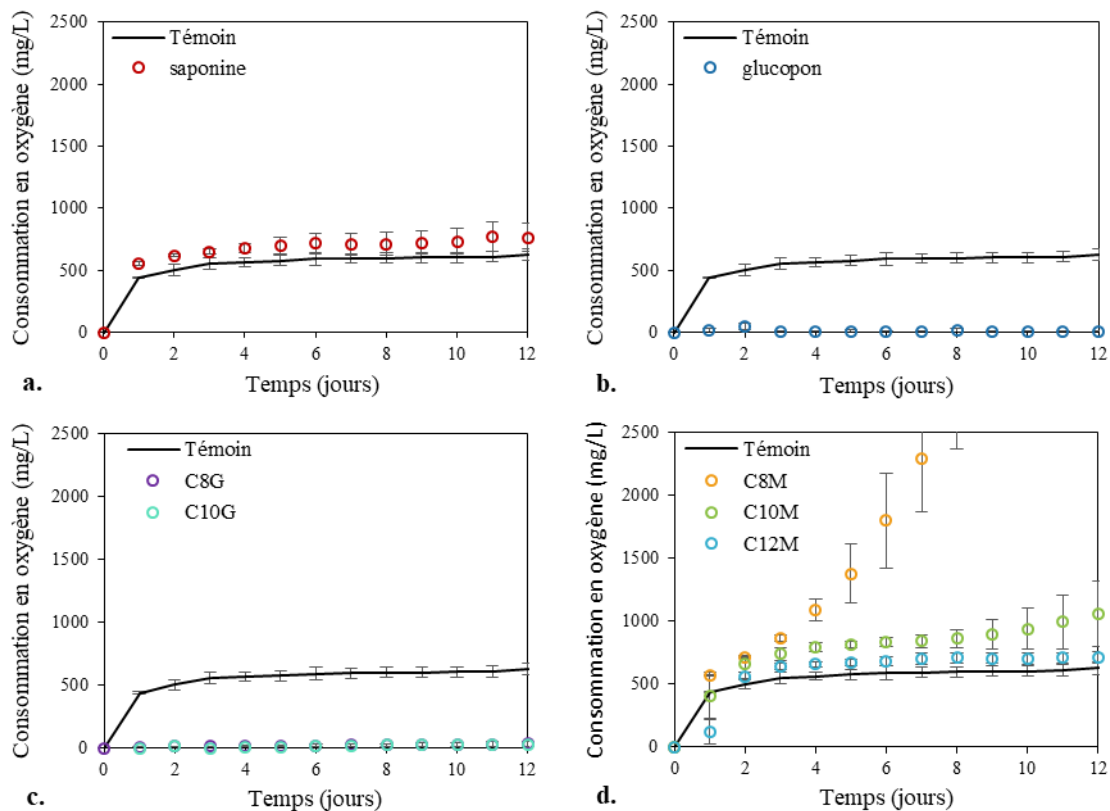 Consommation en oxygène (mg/L)
2500
2000
1500
1000
500
0
0 2 4 6 8 10 12
Témoin
saponine
Temps (jours)
a.
Consommation en oxygène (mg/L)
2500
2000
1500
1000
500
0
0 2 4 6 8 10 12
Témoin
glucopon
Temps (jours)
b.
Consommation en oxygène (mg/L)
2500
2000
1500
1000
500
0
0 2 4 6 8 10 12
Témoin
C8G
C10G
Temps (jours)
c.
Consommation en oxygène (mg/L)
2500
2000
1500
1000
500
0
0 2 4 6 8 10 12
Témoin
C8M
C10M
C12M
Temps (jours)
d.